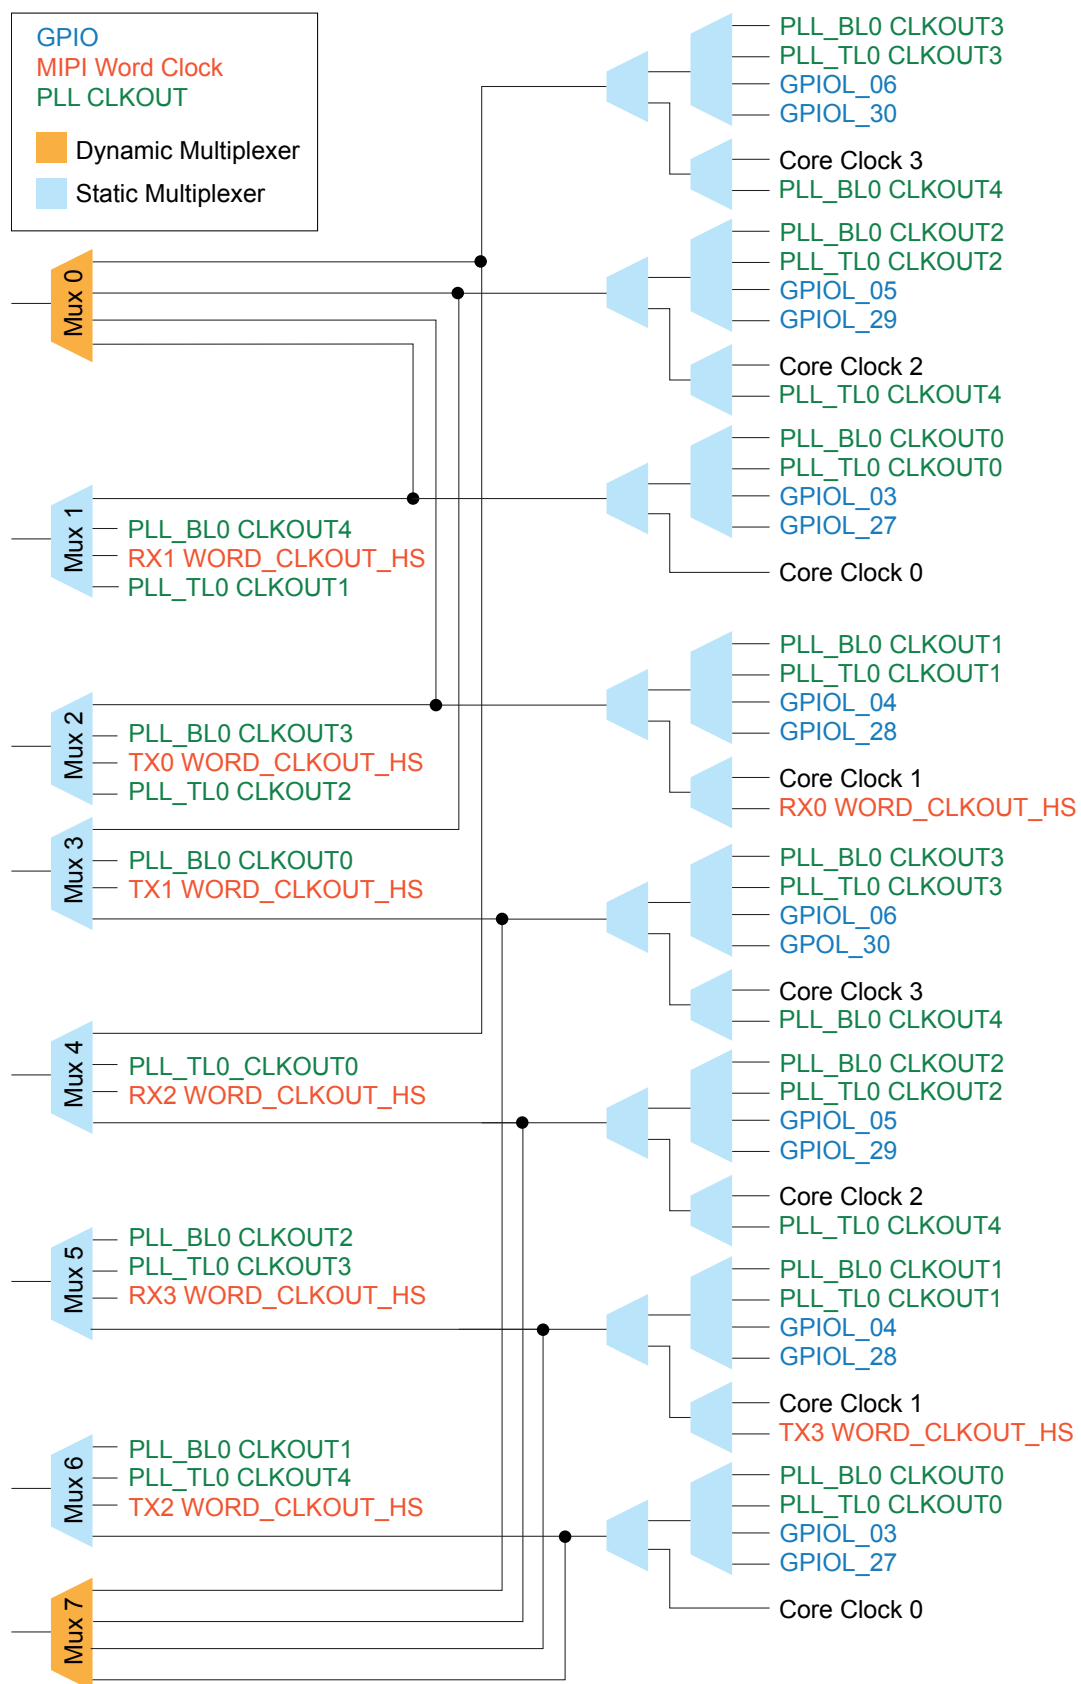 GPIO
MIPI Word Clock
PLL CLKOUT
Dynamic Multiplexer
Static Multiplexer
PLL_BL0 CLKOUT3
PLL_TL0 CLKOUT3
GPIOL_06
GPIOL_30
Core Clock 3
PLL_BL0 CLKOUT4
Mux 0
PLL_BL0 CLKOUT2
PLL_TL0 CLKOUT2
GPIOL_05
GPIOL_29
Core Clock 2
PLL_TL0 CLKOUT4
PLL_BL0 CLKOUT0
PLL_TL0 CLKOUT0
GPIOL_03
GPIOL_27
Core Clock 0
Mux 1
PLL_BL0 CLKOUT4
RX1 WORD_CLKOUT_HS
PLL_TL0 CLKOUT1
PLL_BL0 CLKOUT1
PLL_TL0 CLKOUT1
GPIOL_04
GPIOL_28
Core Clock 1
RX0 WORD_CLKOUT_HS
Mux 2
PLL_BL0 CLKOUT3
TX0 WORD_CLKOUT_HS
PLL_TL0 CLKOUT2
Mux 3
PLL_BL0 CLKOUT0
TX1 WORD_CLKOUT_HS
PLL_BL0 CLKOUT3
PLL_TL0 CLKOUT3
GPIOL_06
GPOL_30
Core Clock 3
PLL_BL0 CLKOUT4
Mux 4
PLL_TL0_CLKOUT0
RX2 WORD_CLKOUT_HS
PLL_BL0 CLKOUT2
PLL_TL0 CLKOUT2
GPIOL_05
GPIOL_29
Core Clock 2
PLL_TL0 CLKOUT4
Mux 5
PLL_BL0 CLKOUT2
PLL_TL0 CLKOUT3
RX3 WORD_CLKOUT_HS
PLL_BL0 CLKOUT1
PLL_TL0 CLKOUT1
GPIOL_04
GPIOL_28
Core Clock 1
TX3 WORD_CLKOUT_HS
Mux 6
PLL_BL0 CLKOUT1
PLL_TL0 CLKOUT4
TX2 WORD_CLKOUT_HS
PLL_BL0 CLKOUT0
PLL_TL0 CLKOUT0
GPIOL_03
GPIOL_27
Core Clock 0
Mux 7